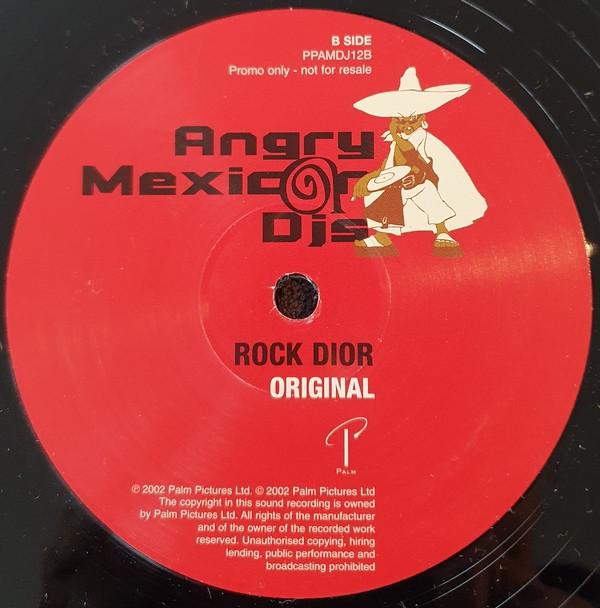 B SIDE
PPAMDJ12B
Promo only - not for resale
Angry
Mexican
Djs
ROCK DIOR
ORIGINAL
PALM
℗ 2002 Palm Pictures Ltd. © 2002 Palm Pictures Ltd
The copyright in this sound recording is owned
by Palm Pictures Ltd. All rights of the manufacturer
and of the owner of the recorded work
reserved. Unauthorised copying, hiring
lending, public performance and
broadcasting prohibited